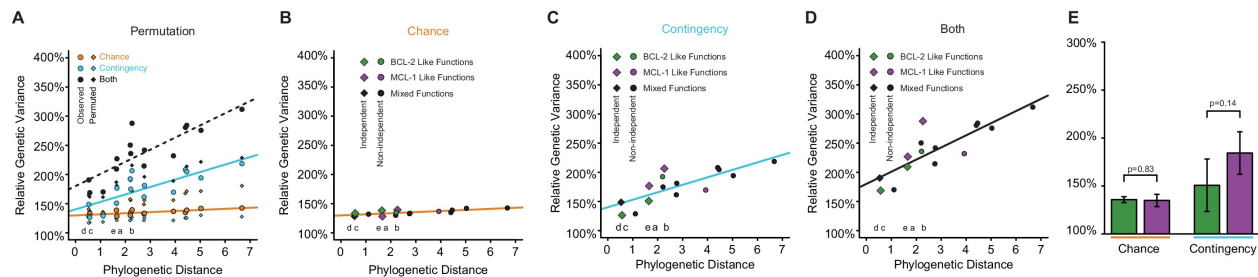 A
Permutation
Relative Genetic Variance
400%
350%
300%
250%
200%
150%
100%
Chance
Contingency
Both
Observed
Permuted
d c e a b
0 1 2 3 4 5 6 7
Phylogenetic Distance
B
Chance
Relative Genetic Variance
400%
350%
300%
250%
200%
150%
100%
BCL-2 Like Functions
MCL-1 Like Functions
Mixed Functions
Independent
Non-independent
d c e a b
0 1 2 3 4 5 6 7
Phylogenetic Distance
C
Contingency
Relative Genetic Variance
400%
350%
300%
250%
200%
150%
100%
BCL-2 Like Functions
MCL-1 Like Functions
Mixed Functions
Independent
Non-independent
d c e a b
0 1 2 3 4 5 6 7
Phylogenetic Distance
D
Both
Relative Genetic Variance
400%
350%
300%
250%
200%
150%
100%
BCL-2 Like Functions
MCL-1 Like Functions
Mixed Functions
Independent
Non-independent
d c e a b
0 1 2 3 4 5 6 7
Phylogenetic Distance
E
Relative Genetic Variance
300%
250%
200%
150%
100%
p=0.83
p=0.14
Chance
Contingency